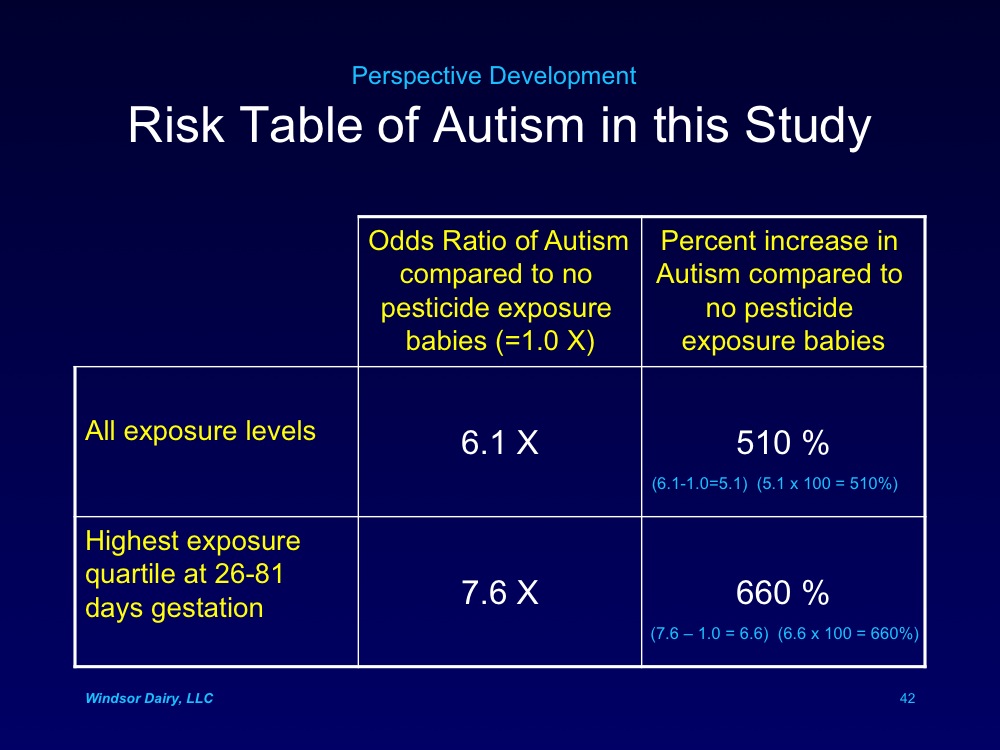 Perspective Development
Risk Table of Autism in this Study
Odds Ratio of Autism
compared to no
pesticide exposure
babies (=1.0 X)
Percent increase in
Autism compared to
no pesticide
exposure babies
All exposure levels
6.1 X
510 %
(6.1-1.0=5.1) (5.1 x 100 = 510%)
Highest exposure
quartile at 26-81
days gestation
7.6 X
660 %
(7.6 – 1.0 = 6.6) (6.6 x 100 = 660%)
Windsor Dairy, LLC
42